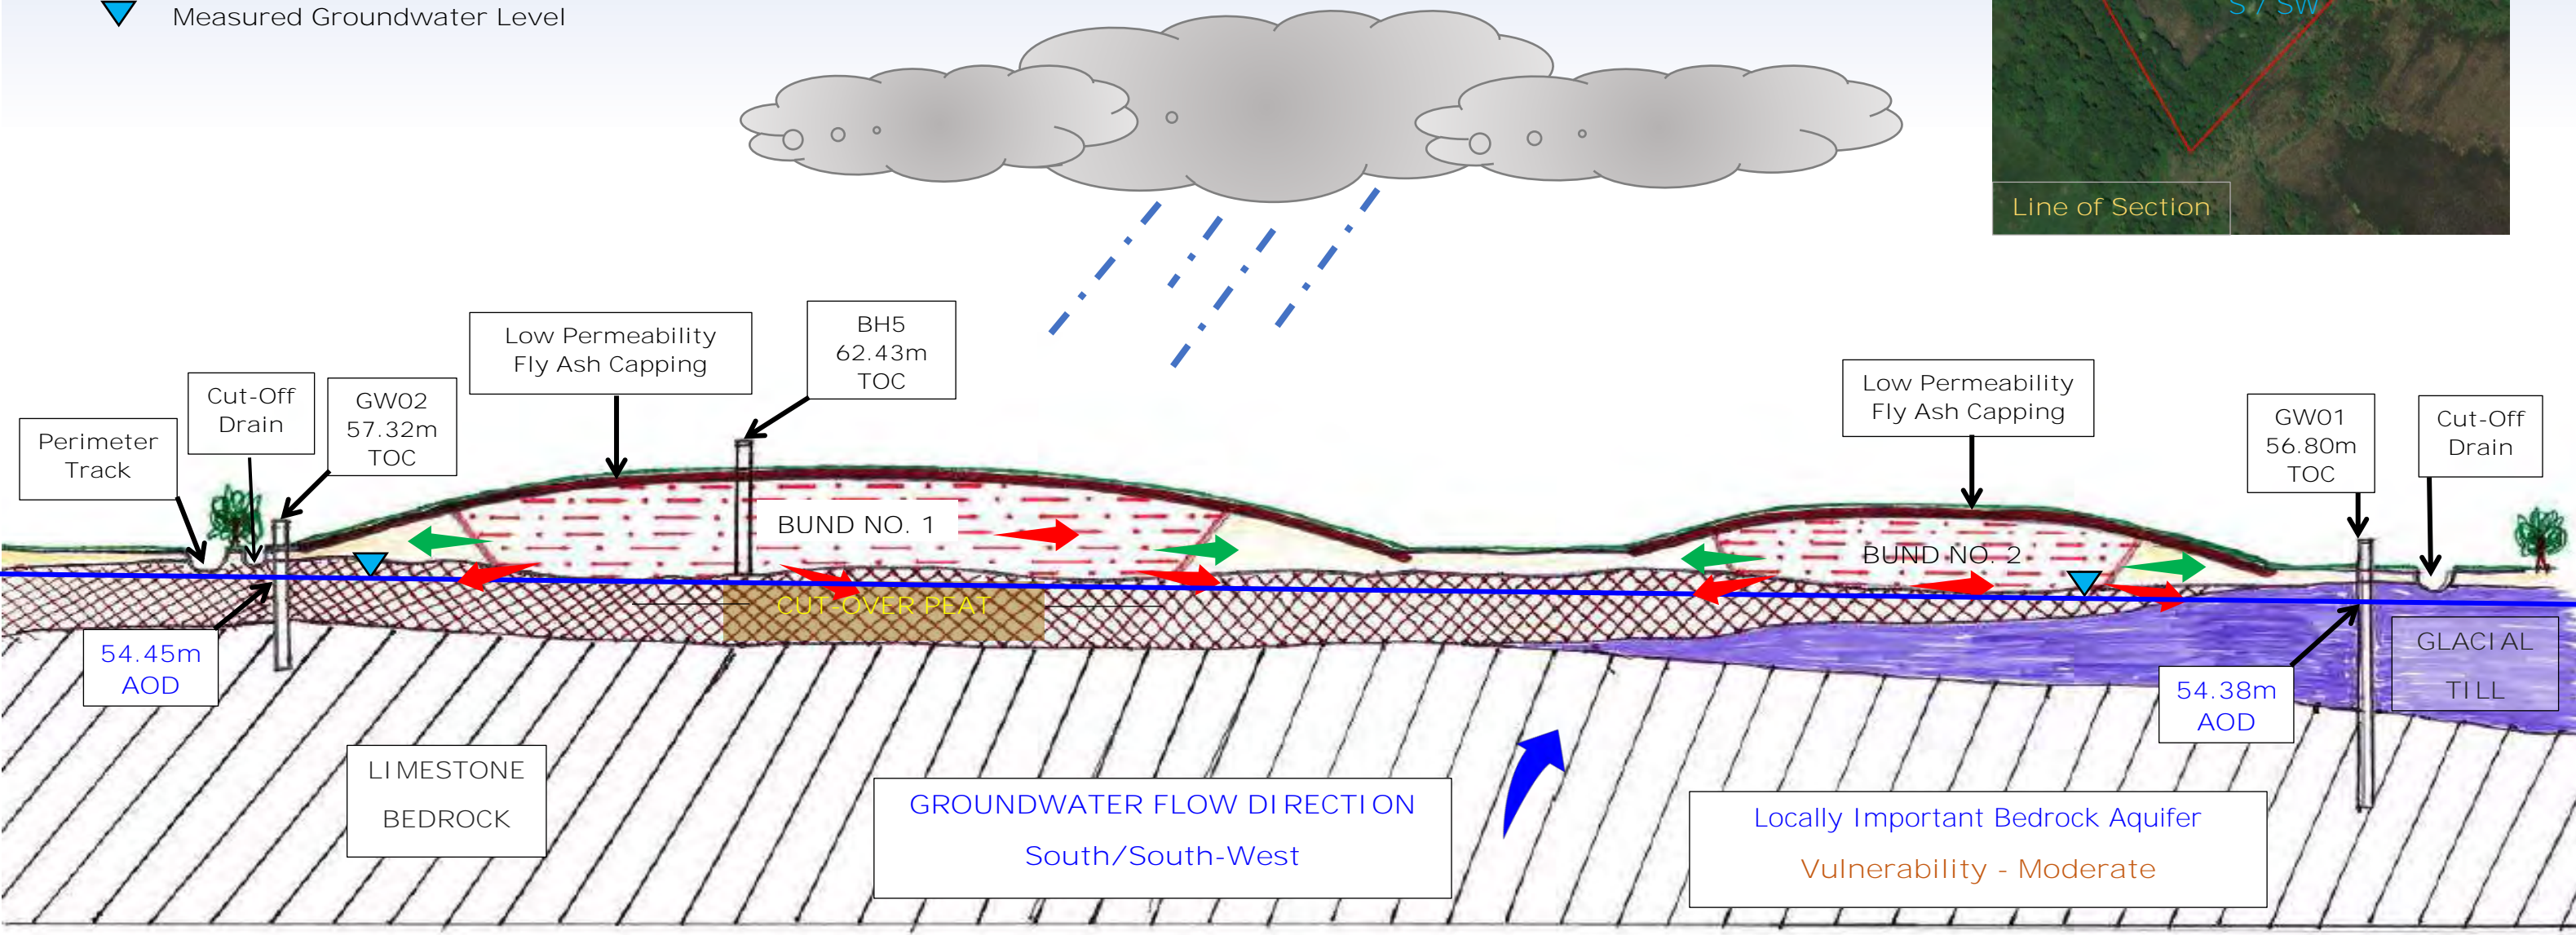 Measured Groundwater Level
S / SW
Line of Section
Low Permeability
Fly Ash Capping
BH5
62.43m
TOC
Cut-Off
Drain
GW02
57.32m
TOC
Perimeter
Track
Low Permeability
Fly Ash Capping
GW01
56.80m
TOC
Cut-Off
Drain
BUND NO. 1
BUND NO. 2
CUT-OVER PEAT
54.45m
AOD
GLACIAL
TILL
54.38m
AOD
LIMESTONE
BEDROCK
GROUNDWATER FLOW DIRECTION
South/South-West
Locally Important Bedrock Aquifer
Vulnerability - Moderate